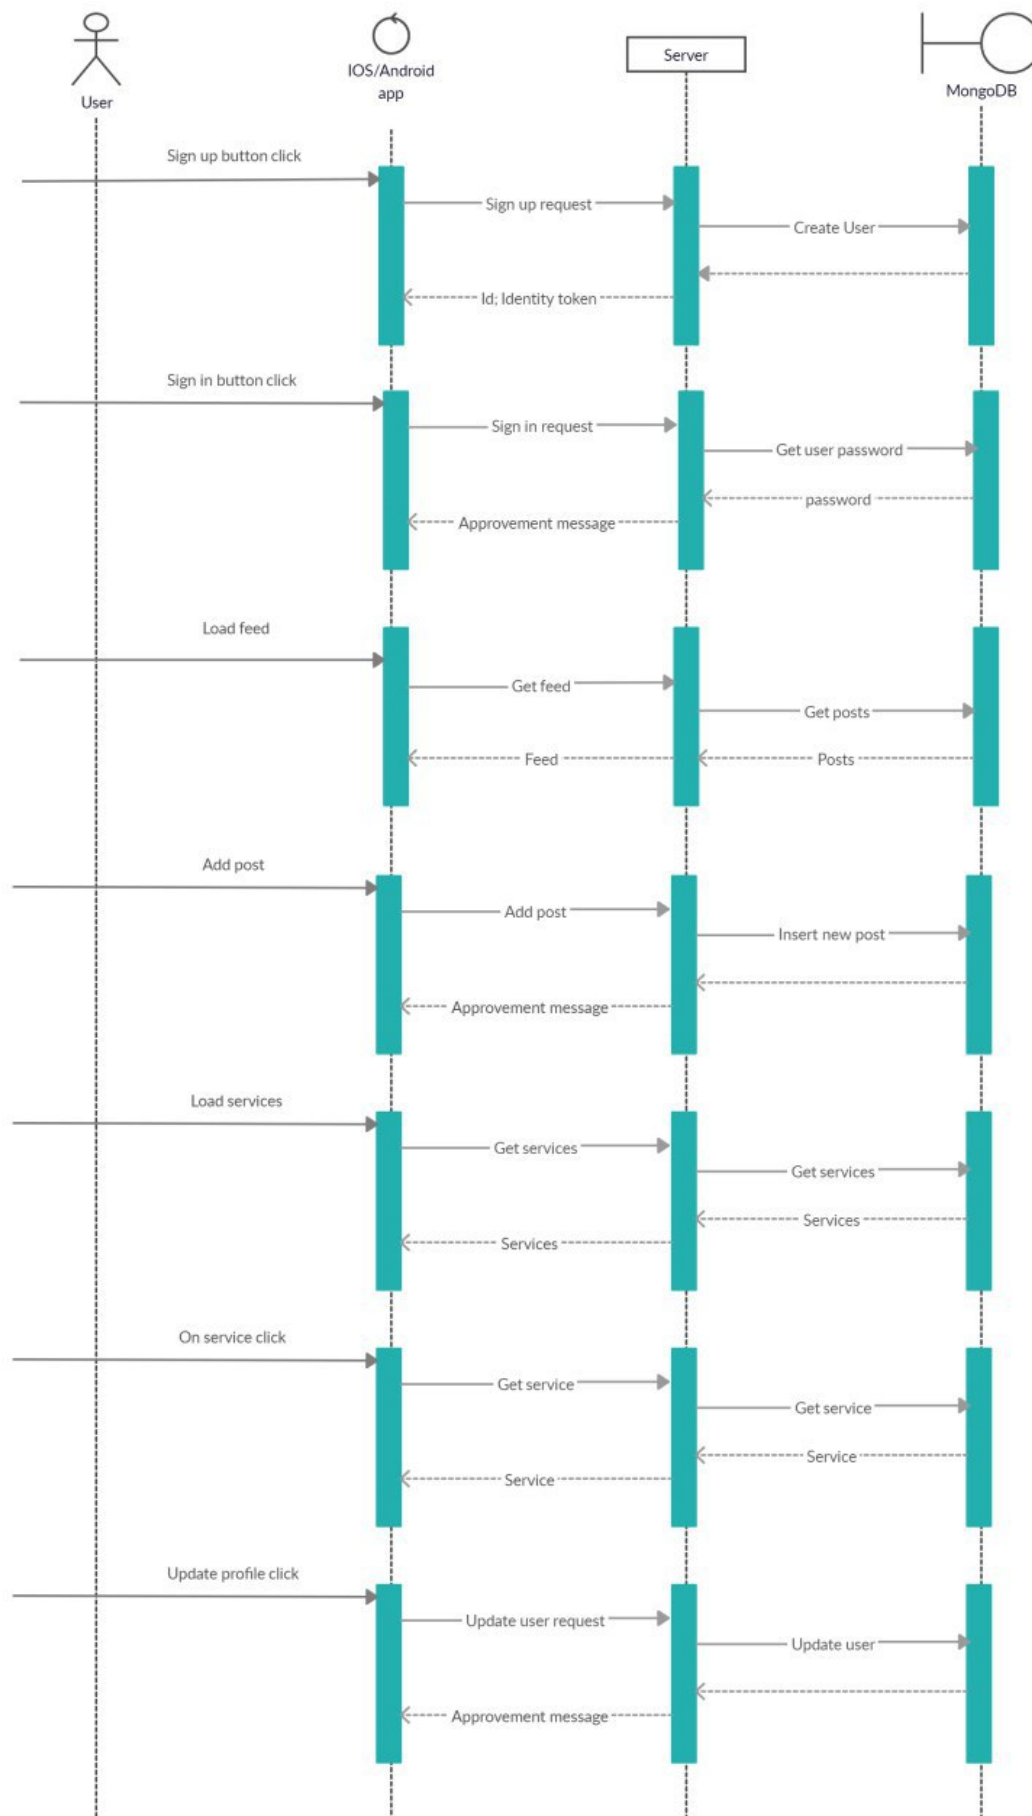 User
IOS/Android
app
Server
MongoDB
Sign up button click
Sign up request
Create User
Id; Identity token
Sign in button click
Sign in request
Get user password
password
Approvement message
Load feed
Get feed
Get posts
Feed
Posts
Add post
Add post
Insert new post
Approvement message
Load services
Get services
Get services
Services
Services
On service click
Get service
Get service
Service
Service
Update profile click
Update user request
Update user
Approvement message